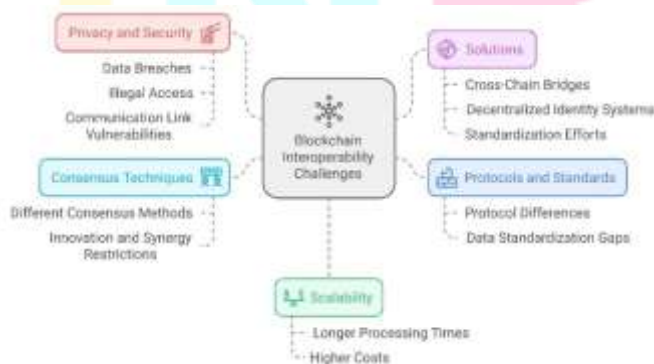 Privacy and Security
Data Breaches
Illegal Access
Communication Link
Vulnerabilities
Consensus Techniques
Different Consensus Methods
Innovation and Synergy
Restrictions
Blockchain
Interoperability
Challenges
Solutions
Cross-Chain Bridges
Decentralized Identity Systems
Standardization Efforts
Protocols and Standards
Protocol Differences
Data Standardization Gaps
Scalability
Longer Processing Times
Higher Costs